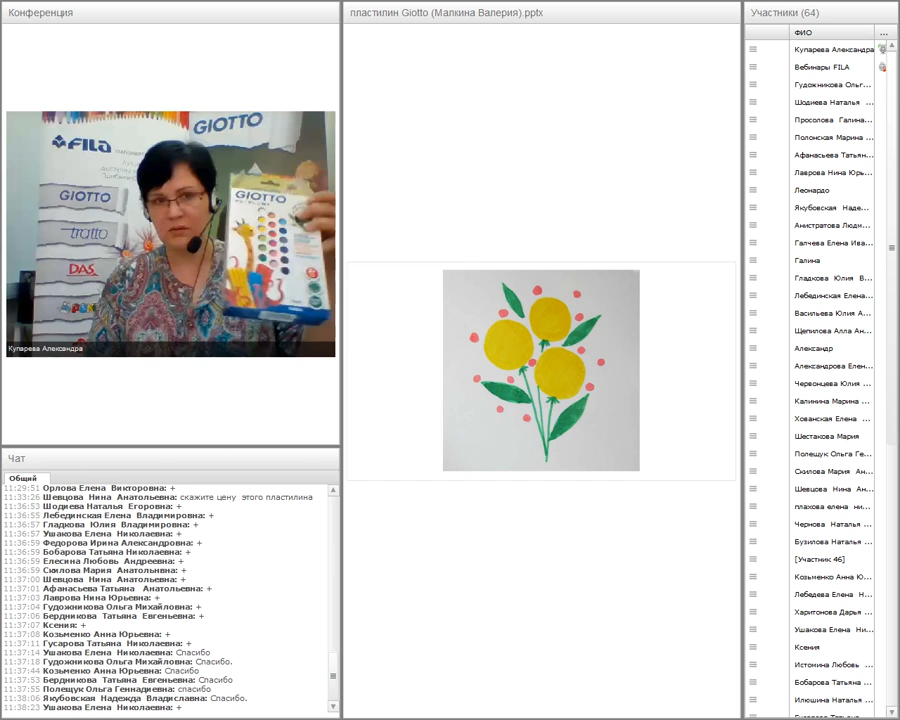 Конференция
FILA
GIOTTO
GIOTTO
tratto
DAS
GIOTTO
Купарева Александра
пластилин Giotto (Малкина Валерия).pptx
Участники (64)
ФИО
...
Купарева Александра
Вебинары FILA
Гудожникова Ольг...
Шодиева Наталья ...
Просолова Галина...
Полонская Марина ...
Афанасьева Татьян...
Лаврова Нина Юрь...
Леонардо
Якубовская Наде...
Анистратова Людм...
Галчева Елена Ива...
Галина
Гладкова Юлия В...
Лебединская Елена...
Васильева Юлия А...
Щепилова Алла Ан...
Александр
Александрова Елен...
Червонцева Юлия ...
Калинина Марина ...
Хованская Елена ...
Шестакова Мария
Полещук Ольга Ге...
Скилова Мария Ан...
Шевцова Нина Ан...
плахова елена ни...
Чернова Наталья ...
Бузилова Наталья ...
[Участник 46]
Козьменко Анна Ю...
Лебедева Елена Н...
Харитонова Дарья ...
Ушакова Елена Ни...
Ксения
Истомина Любовь ...
Бобарова Татьяна ...
Илюшина Наталья ...
Чат
Общий
11:29:51 Орлова Елена Викторовна: +
11:33:26 Шевцова Нина Анатольевна: скажите цену этого пластилина
11:36:53 Шодиева Наталья Егоровна: +
11:36:55 Лебединская Елена Владимировна: +
11:36:57 Гладкова Юлия Владимировна: +
11:36:57 Ушакова Елена Николаевна: +
11:36:59 Федорова Ирина Александровна: +
11:36:59 Бобарова Татьяна Николаевна: +
11:36:59 Елесина Любовь Андреевна: +
11:36:59 Скилова Мария Анатольнвна: +
11:37:00 Шевцова Нина Анатольевна: +
11:37:01 Афанасьева Татьяна Анатольевна: +
11:37:03 Лаврова Нина Юрьевна: +
11:37:04 Гудожникова Ольга Михайловна: +
11:37:06 Бердникова Татьяна Евгеньевна: +
11:37:07 Ксения: +
11:37:08 Козьменко Анна Юрьевна: +
11:37:11 Гусарова Татьяна Николаевна: +
11:37:14 Ушакова Елена Николаевна: Спасибо
11:37:18 Гудожникова Ольга Михайловна: Спасибо.
11:37:44 Козьменко Анна Юрьевна: Спасибо
11:37:53 Бердникова Татьяна Евгеньевна: Спасибо
11:37:55 Полещук Ольга Геннадиевна: спасибо
11:38:06 Якубовская Надежда Владиславна: Спасибо.
11:38:23 Ушакова Елена Николаевна: +